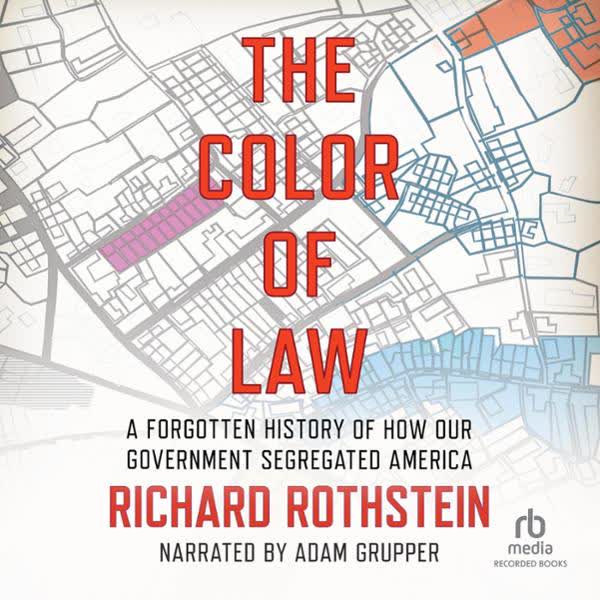 THE
COLOR
OF
LAW
A FORGOTTEN HISTORY OF HOW OUR
GOVERNMENT SEGREGATED AMERICA
RICHARD ROTHSTEIN
NARRATED BY ADAM GRUPPER
rb
media
RECORDED BOOKS